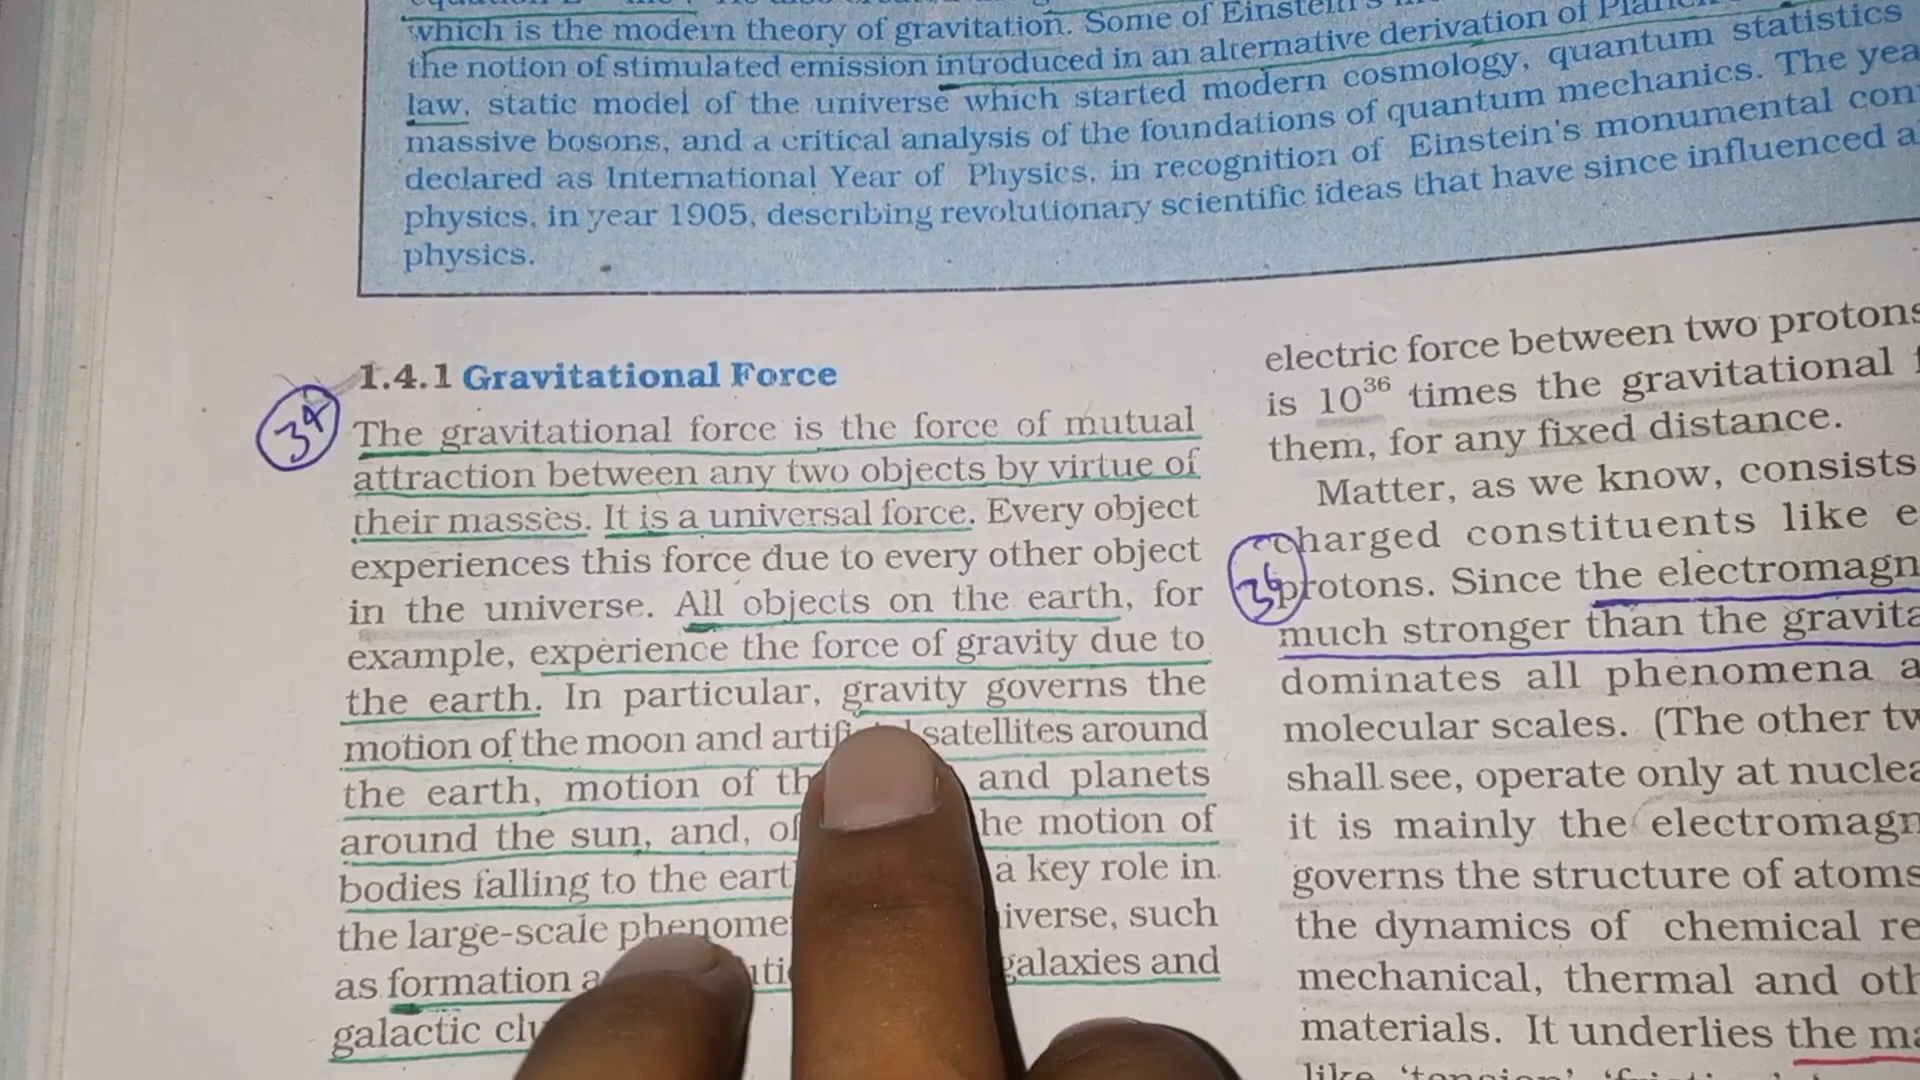 which is the modern theory of gravitation. Some of Einstein's
the notion of stimulated emission introduced in an alternative derivation of
law, static model of the universe which started modern cosmology, quantum statistics
massive bosons, and a critical analysis of the foundations of quantum mechanics. The
declared as International Year of Physics, in recognition of Einstein's monumental
physics, in year 1905, describing revolutionary scientific ideas that have since influenced
physics.
1.4.1 Gravitational Force
34
The gravitational force is the force of mutual
attraction between any two objects by virtue of
their masses. It is a universal force. Every object
experiences this force due to every other object
in the universe. All objects on the earth, for
example, experience the force of gravity due to
the earth. In particular, gravity governs the
motion of the moon and satellites around
the earth, motion of and planets
around the sun, and, the motion of
bodies falling to the a key role in
the large-scale such
as formation galaxies and
galactic
electric force between two protons
is 10³⁶ times the gravitational
them, for any fixed distance.
Matter, as we know, consists
charged constituents like
36
protons. Since the
much stronger than the
dominates all phenomena
molecular scales. (The other
shall see, operate only at
it is mainly the
governs the structure of atoms
the dynamics of chemical
mechanical, thermal and
materials. It underlies the
like 'tension'